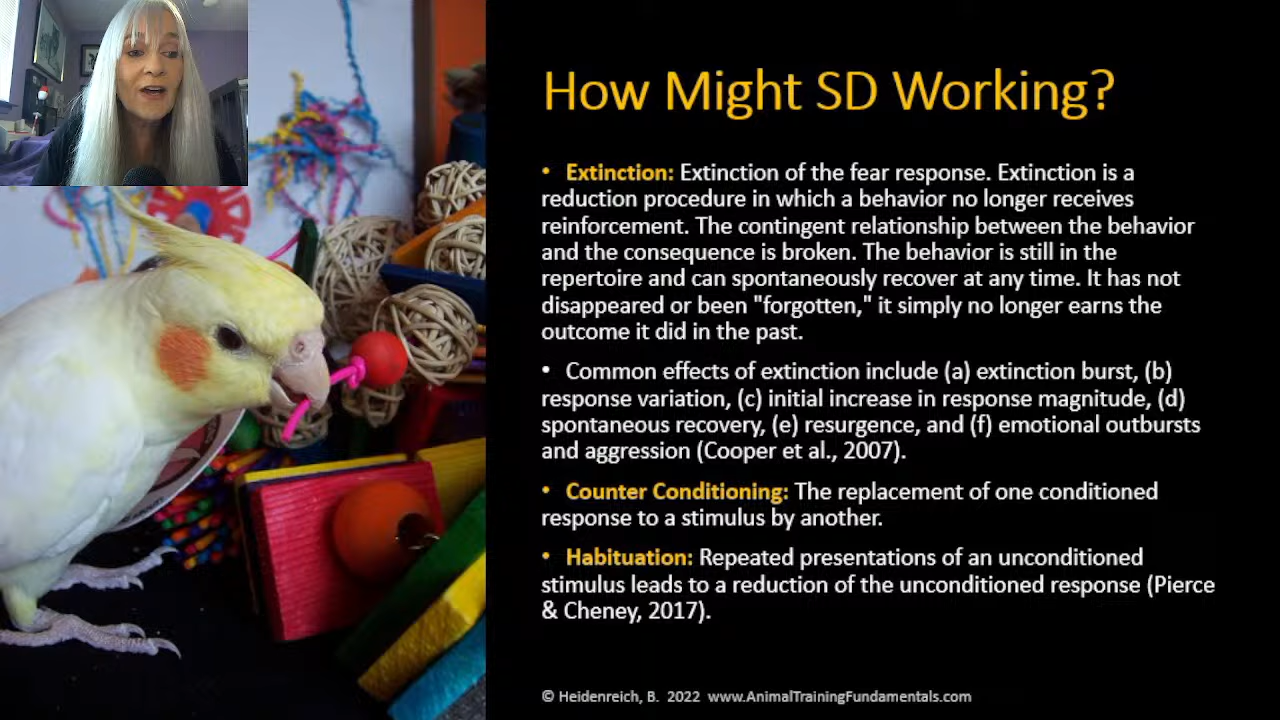 How Might SD Working?
• Extinction: Extinction of the fear response. Extinction is a
reduction procedure in which a behavior no longer receives
reinforcement. The contingent relationship between the behavior
and the consequence is broken. The behavior is still in the
repertoire and can spontaneously recover at any time. It has not
disappeared or been "forgotten," it simply no longer earns the
outcome it did in the past.
• Common effects of extinction include (a) extinction burst, (b)
response variation, (c) initial increase in response magnitude, (d)
spontaneous recovery, (e) resurgence, and (f) emotional outbursts
and aggression (Cooper et al., 2007).
• Counter Conditioning: The replacement of one conditioned
response to a stimulus by another.
• Habituation: Repeated presentations of an unconditioned
stimulus leads to a reduction of the unconditioned response (Pierce
& Cheney, 2017).
© Heidenreich, B. 2022 www.AnimalTrainingFundamentals.com